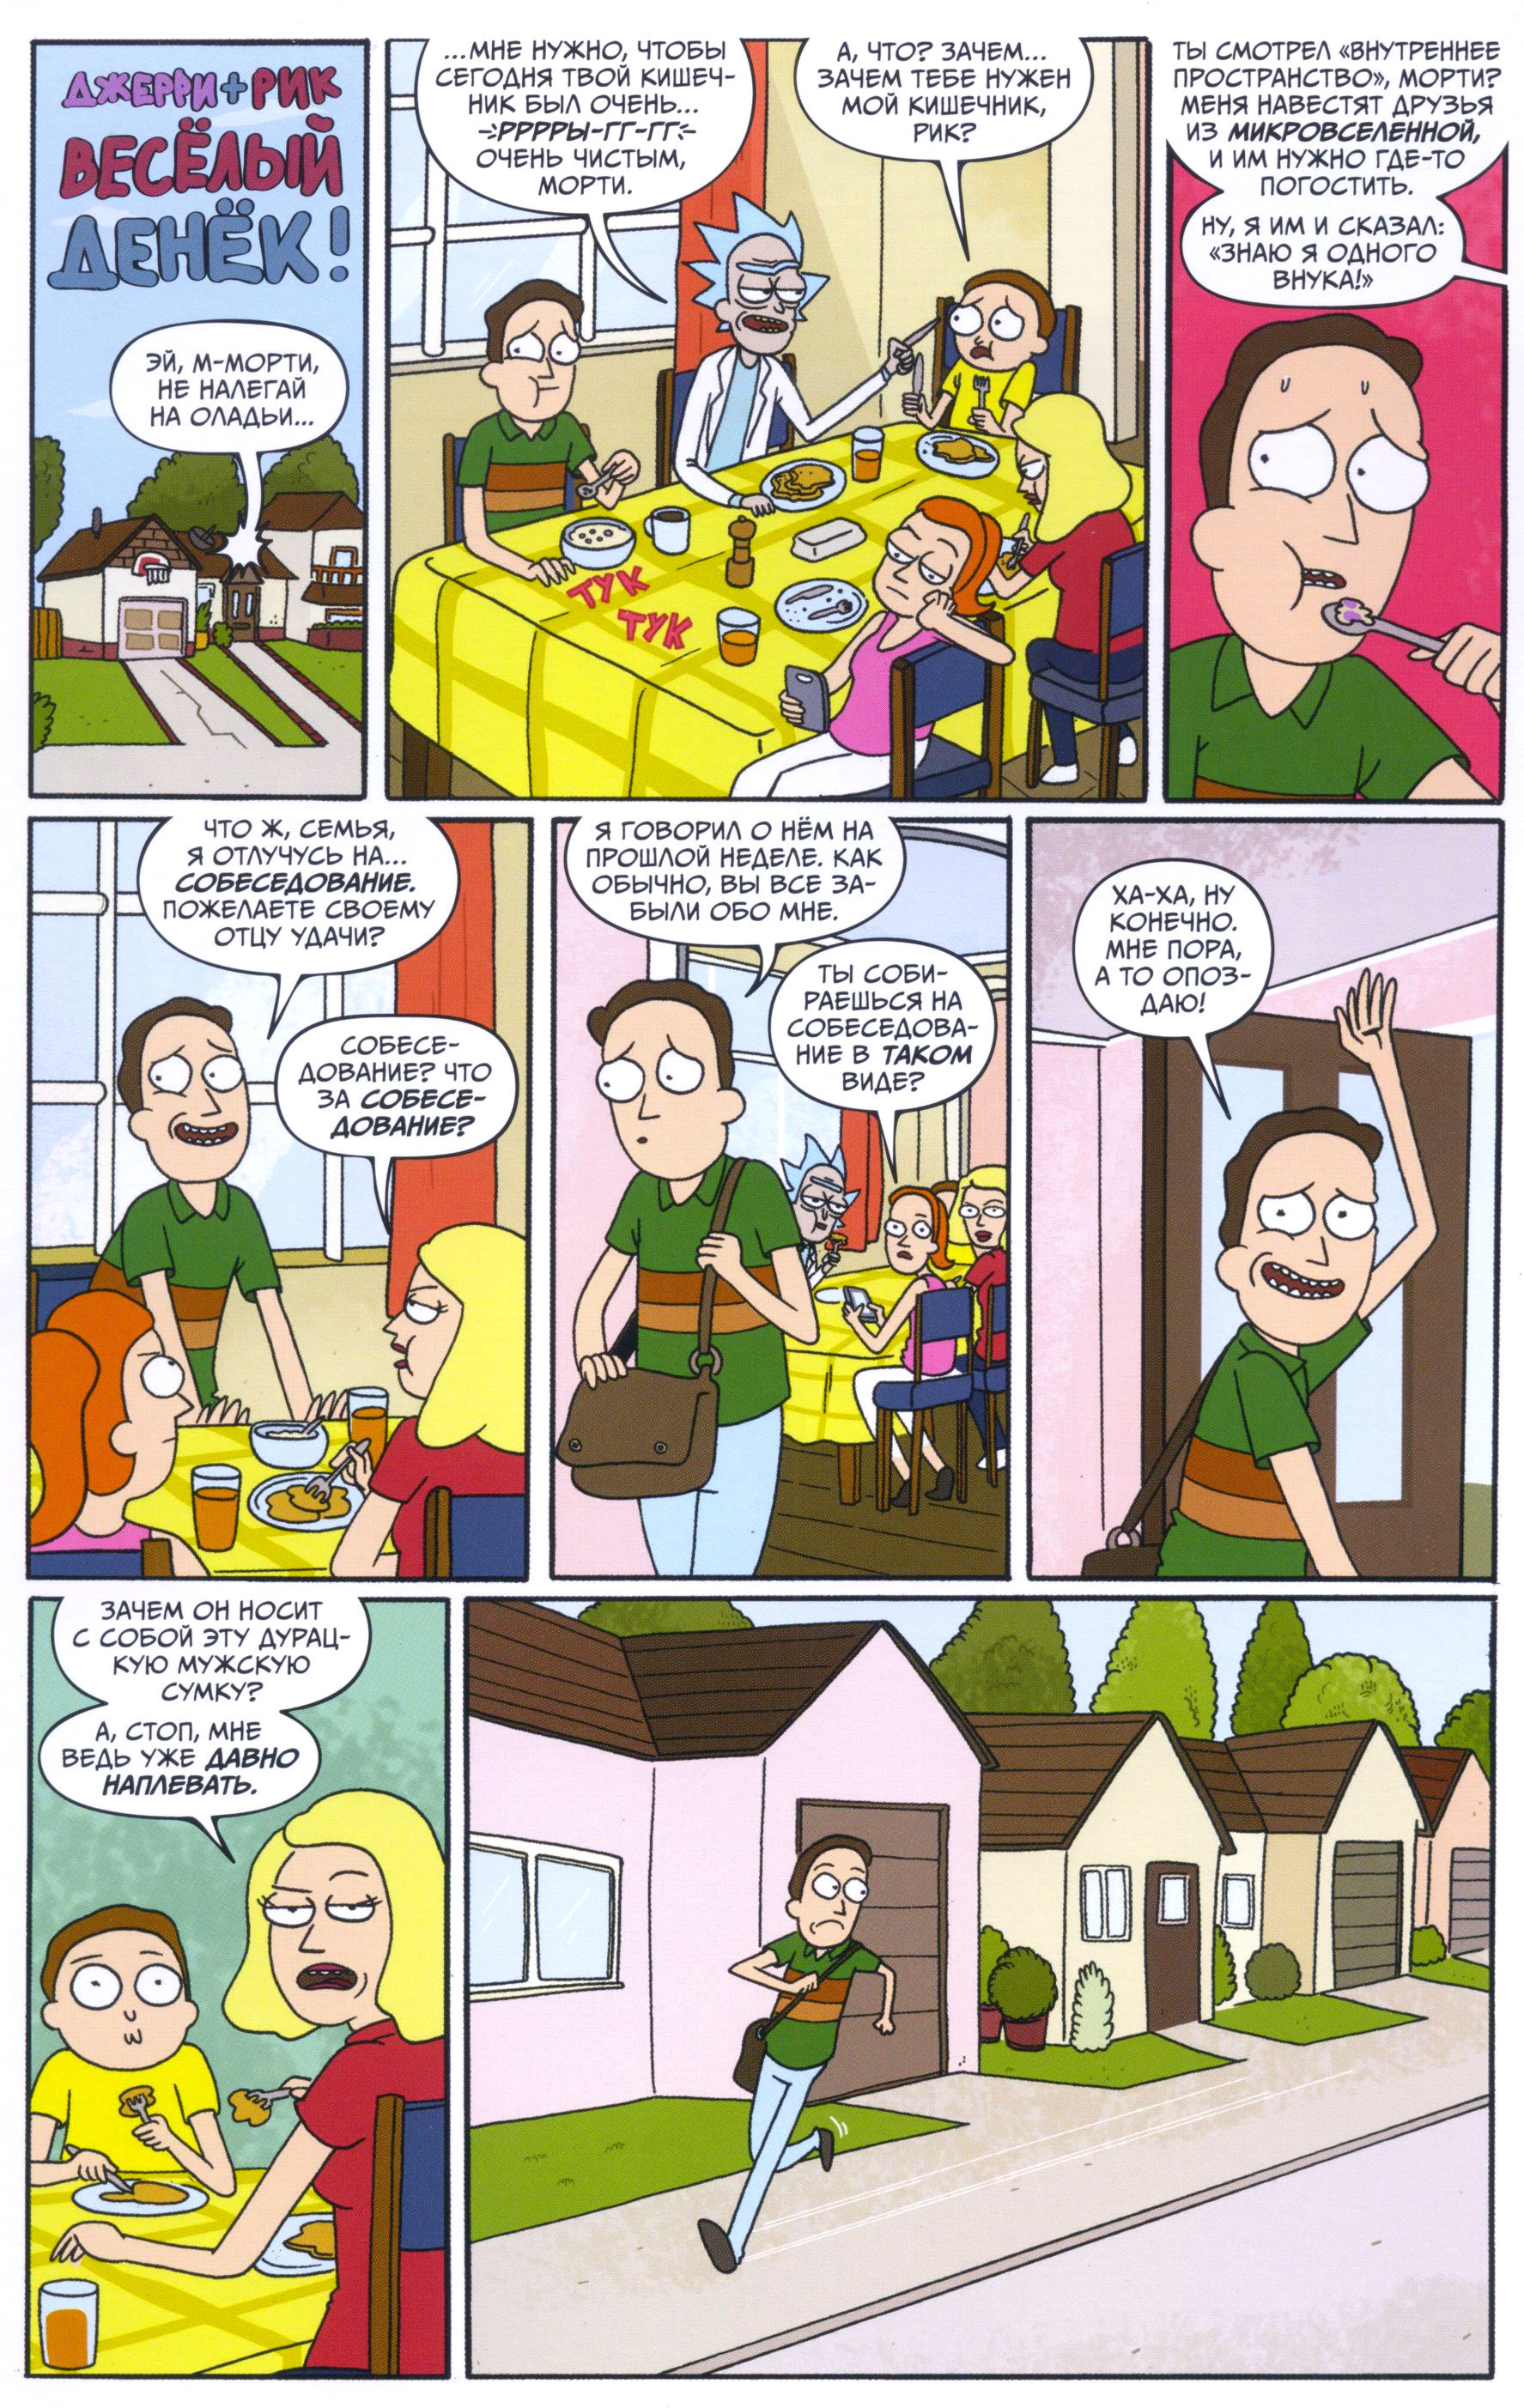 ДЖЕРРИ+РИК
ВЕСЁЛЫЙ
ДЕНЁК!
ЭЙ, М-МОРТИ,
НЕ НАЛЕГАЙ
НА ОЛАДЬИ...
...МНЕ НУЖНО, ЧТОБЫ
СЕГОДНЯ ТВОЙ КИШЕЧ-
НИК БЫЛ ОЧЕНЬ...
-РРРРЫ-ГГ-ГГ-
ОЧЕНЬ ЧИСТЫМ,
МОРТИ.
А, ЧТО? ЗАЧЕМ...
ЗАЧЕМ ТЕБЕ НУЖЕН
МОЙ КИШЕЧНИК,
РИК?
ТУК
ТУК
ТЫ СМОТРЕЛ «ВНУТРЕННЕЕ
ПРОСТРАНСТВО», МОРТИ?
МЕНЯ НАВЕСТЯТ ДРУЗЬЯ
ИЗ МИКРОВСЕЛЕННОЙ,
И ИМ НУЖНО ГДЕ-ТО
ПОГОСТИТЬ.
НУ, Я ИМ И СКАЗАЛ:
«ЗНАЮ Я ОДНОГО
ВНУКА!»
ЧТО Ж, СЕМЬЯ,
Я ОТЛУЧУСЬ НА...
СОБЕСЕДОВАНИЕ.
ПОЖЕЛАЕТЕ СВОЕМУ
ОТЦУ УДАЧИ?
СОБЕСЕ-
ДОВАНИЕ? ЧТО
ЗА СОБЕСЕ-
ДОВАНИЕ?
Я ГОВОРИЛ О НЁМ НА
ПРОШЛОЙ НЕДЕЛЕ. КАК
ОБЫЧНО, ВЫ ВСЕ ЗА-
БЫЛИ ОБО МНЕ.
ТЫ СОБИ-
РАЕШЬСЯ НА
СОБЕСЕДОВА-
НИЕ В ТАКОМ
ВИДЕ?
ХА-ХА, НУ
КОНЕЧНО.
МНЕ ПОРА,
А ТО ОПОЗ-
ДАЮ!
ЗАЧЕМ ОН НОСИТ
С СОБОЙ ЭТУ ДУРАЦ-
КУЮ МУЖСКУЮ
СУМКУ?
А, СТОП, МНЕ
ВЕДЬ УЖЕ ДАВНО
НАПЛЕВАТЬ.